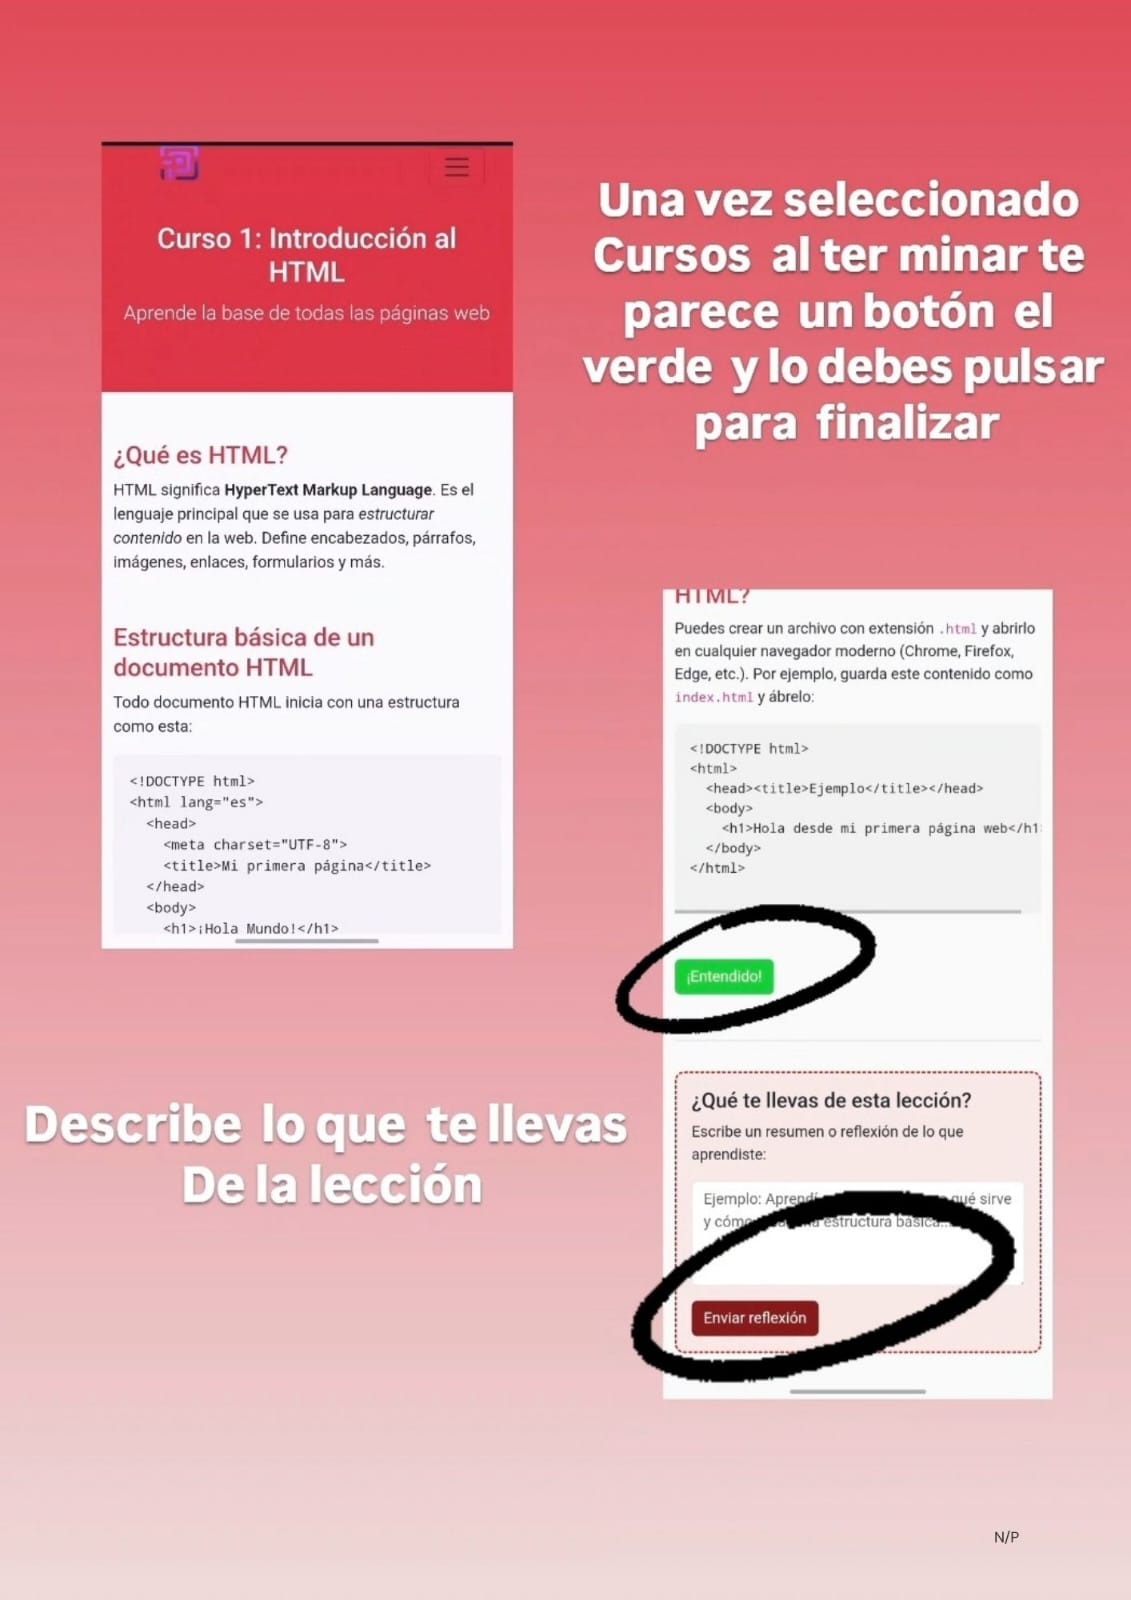 Curso 1: Introducción al
HTML
Aprende la base de todas las páginas web
¿Qué es HTML?
HTML significa HyperText Markup Language. Es el
lenguaje principal que se usa para estructurar
contenido en la web. Define encabezados, párrafos,
imágenes, enlaces, formularios y más.
Estructura básica de un
documento HTML
Todo documento HTML inicia con una estructura
como esta:
<!DOCTYPE html>
<html lang="es">
<head>
<meta charset="UTF-8">
<title>Mi primera página</title>
</head>
<body>
<h1>¡Hola Mundo!</h1>
Una vez seleccionado
Cursos al ter minar te
parece un botón el
verde y lo debes pulsar
para finalizar
HTML?
Puedes crear un archivo con extensión .html y abrirlo
en cualquier navegador moderno (Chrome, Firefox,
Edge, etc.). Por ejemplo, guarda este contenido como
index.html y ábrelo:
<!DOCTYPE html>
<html>
<head><title>Ejemplo</title></head>
<body>
<h1>Hola desde mi primera página web</h1
</body>
</html>
¡Entendido!
Describe lo que te llevas
De la lección
¿Qué te llevas de esta lección?
Escribe un resumen o reflexión de lo que
aprendiste:
Ejemplo: Aprendí qué sirve
y cómo estructura básica...
Enviar reflexión
N/P